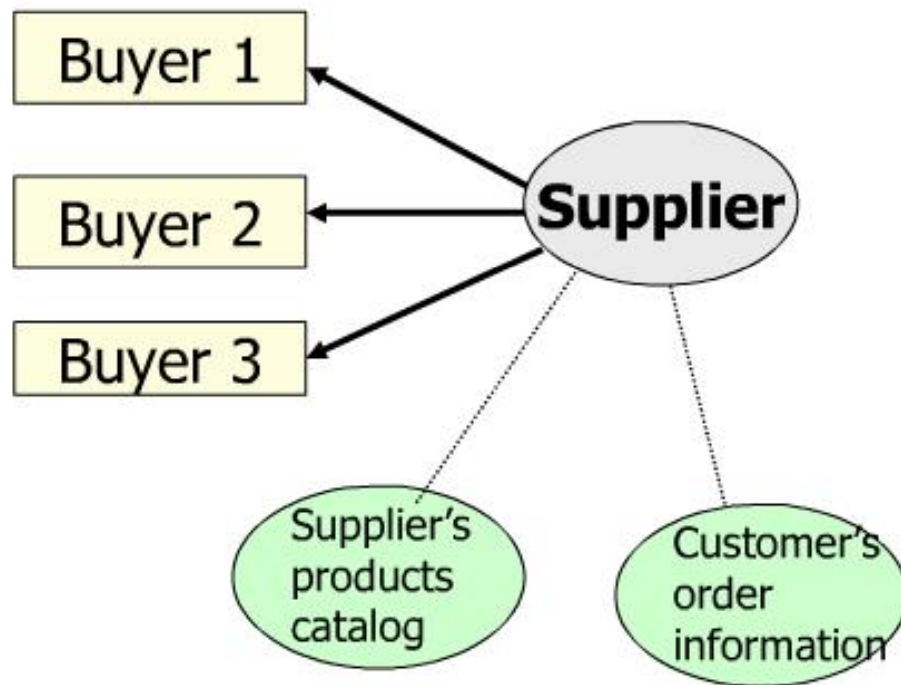 Buyer 1
Buyer 2
Buyer 3
Supplier
Supplier’s
products
catalog
Customer’s
order
information